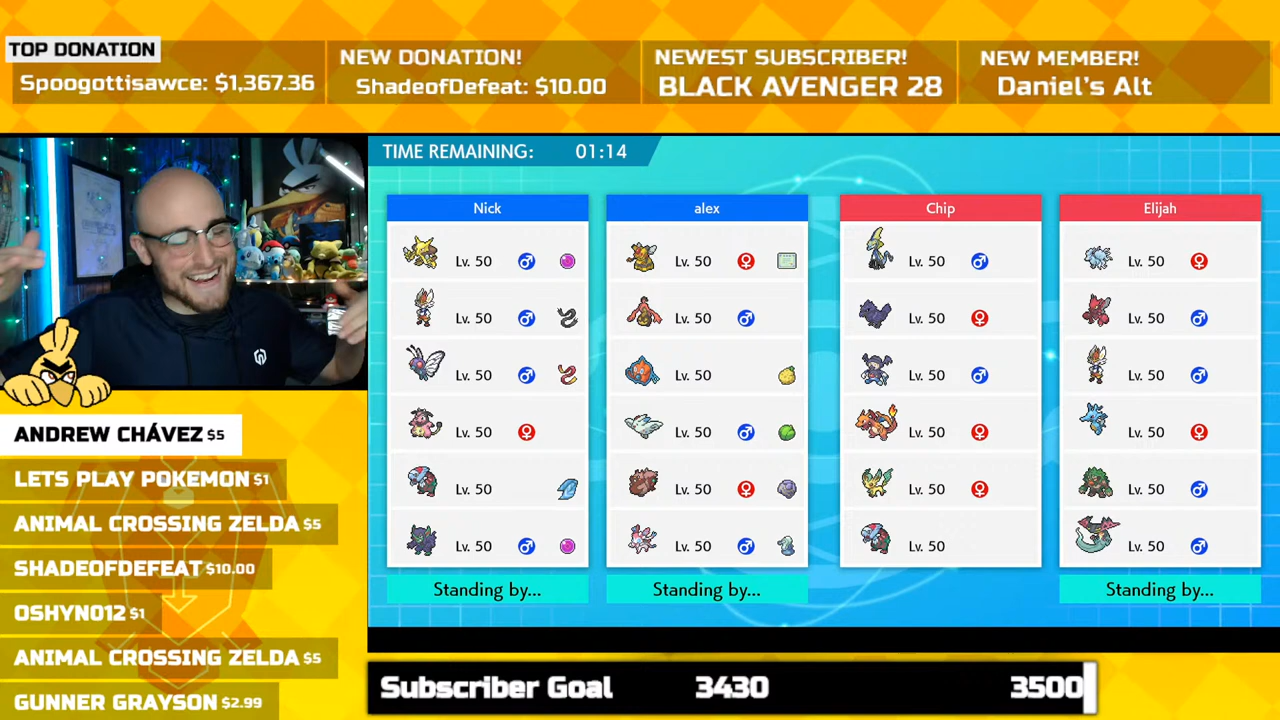 TOP DONATION
Spoogottisawce: $1,367.36
NEW DONATION!
ShadeofDefeat: $10.00
NEWEST SUBSCRIBER!
BLACK AVENGER 28
NEW MEMBER!
Daniel's Alt
TIME REMAINING: 01:14
Nick
Lv. 50
Lv. 50
Lv. 50
Lv. 50
Lv. 50
Lv. 50
Standing by...
alex
Lv. 50
Lv. 50
Lv. 50
Lv. 50
Lv. 50
Lv. 50
Standing by...
Chip
Lv. 50
Lv. 50
Lv. 50
Lv. 50
Lv. 50
Lv. 50
Elijah
Lv. 50
Lv. 50
Lv. 50
Lv. 50
Lv. 50
Lv. 50
Standing by...
ANDREW CHÁVEZ $5
LETS PLAY POKEMON $1
ANIMAL CROSSING ZELDA $5
SHADEOFDEFEAT $10.00
OSHYN012 $1
ANIMAL CROSSING ZELDA $5
GUNNER GRAYSON $2.99
Subscriber Goal 3430 3500